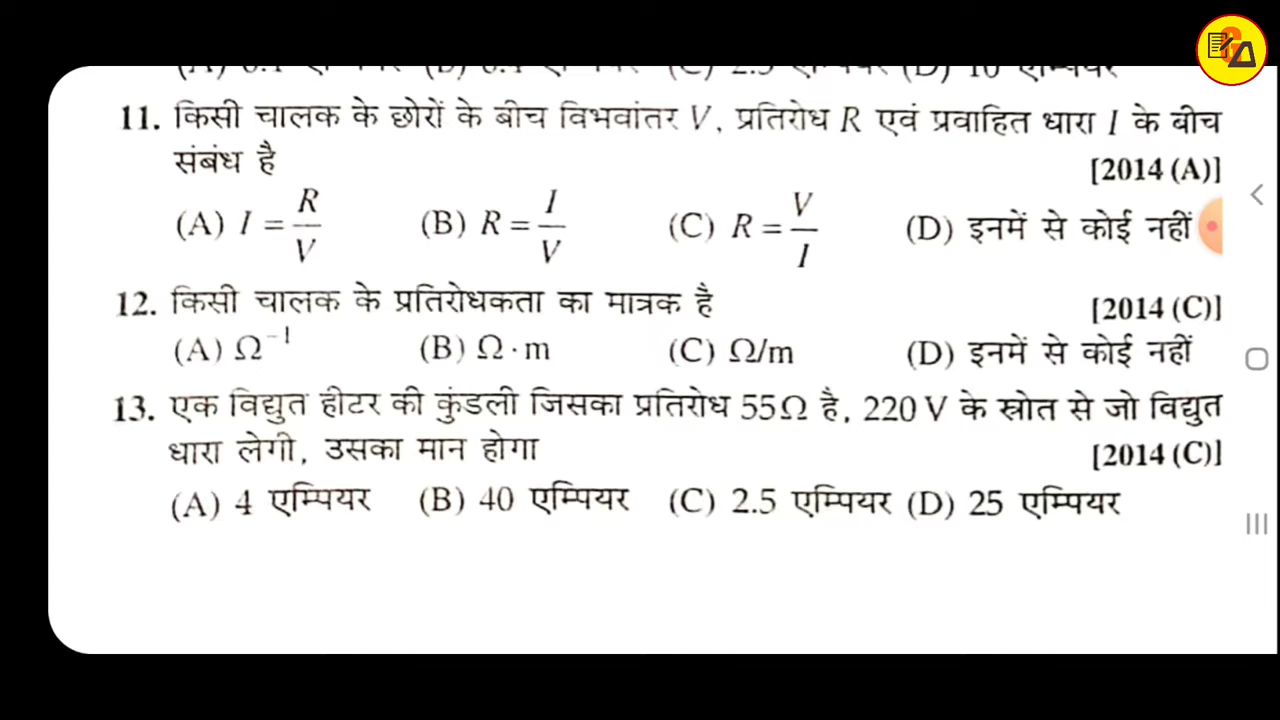 11. किसी चालक के छोरों के बीच विभवांतर V, प्रतिरोध R एवं प्रवाहित धारा I के बीच
संबंध है [2014 (A)]
(A) I = R/V (B) R = I/V (C) R = V/I (D) इनमें से कोई नहीं
12. किसी चालक के प्रतिरोधकता का मात्रक है [2014 (C)]
(A) Ω⁻¹ (B) Ω · m (C) Ω/m (D) इनमें से कोई नहीं
13. एक विद्युत हीटर की कुंडली जिसका प्रतिरोध 55Ω है, 220 V के स्रोत से जो विद्युत
धारा लेगी, उसका मान होगा [2014 (C)]
(A) 4 एम्पियर (B) 40 एम्पियर (C) 2.5 एम्पियर (D) 25 एम्पियर